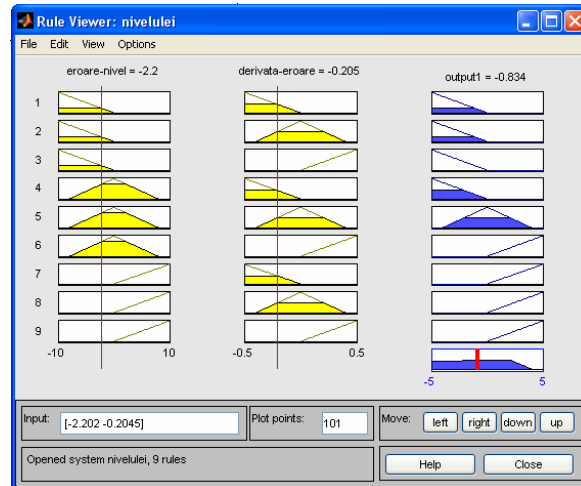 Rule Viewer: nivelulei
File Edit View Options
eroare-nivel = -2.2 derivata-eroare = -0.205 output1 = -0.834
1
2
3
4
5
6
7
8
9
-10 10 -0.5 0.5
-5 5
Input: [-2.202 -0.2045] Plot points: 101 Move: left right down up
Opened system nivelulei, 9 rules Help Close